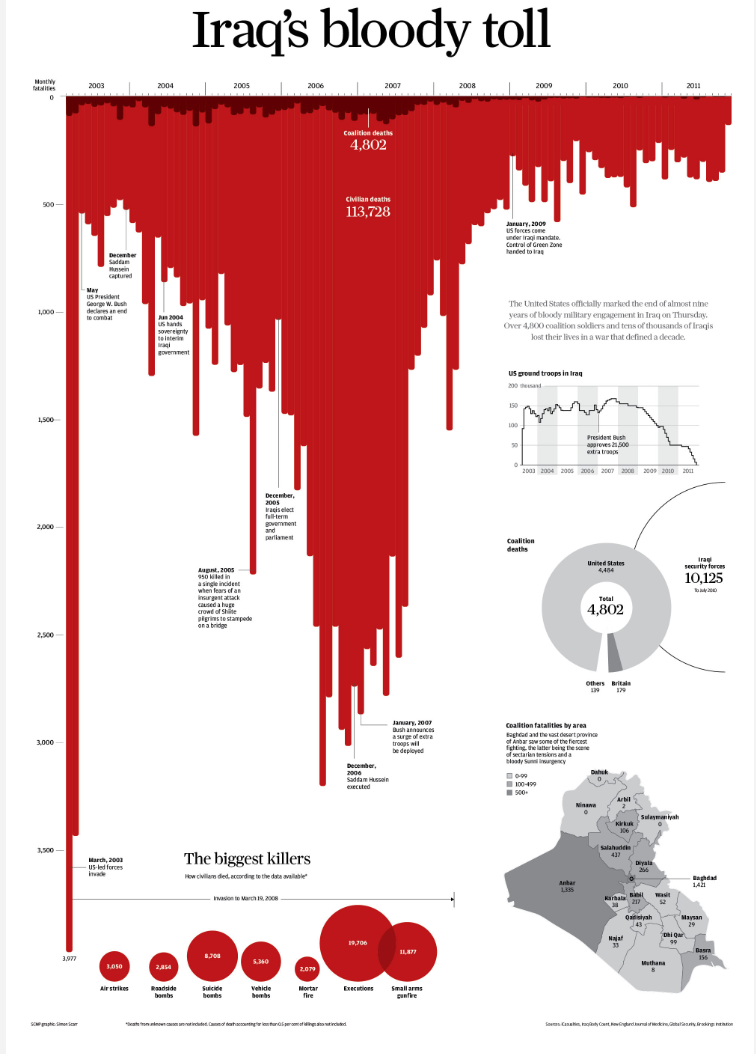 Iraq's bloody toll
Monthly
fatalities
2003
2004
2005
2006
2007
2008
2009
2010
2011
0
500
1,000
1,500
2,000
2,500
3,000
3,500
3,977
Coalition deaths
4,802
Civilian deaths
113,728
December
Saddam
Hussein
captured
May
US President
George W. Bush
declares an end
to combat
Jun 2004
US hands
sovereignty
to interim
Iraqi
government
January, 2009
US forces come
under Iraqi mandate.
Control of Green Zone
handed to Iraq
December,
2005
Iraqis elect
full-term
government
and
parliament
August, 2005
950 killed in
a single incident
when fears of an
insurgent attack
caused a huge
crowd of Shiite
pilgrims to stampede
on a bridge
January, 2007
Bush announces
a surge of extra
troops will
be deployed
December,
2006
Saddam Hussein
executed
March, 2003
US-led forces
invade
The United States officially marked the end of almost nine
years of bloody military engagement in Iraq on Thursday.
Over 4,800 coalition soldiers and tens of thousands of Iraqis
lost their lives in a war that defined a decade.
US ground troops in Iraq
200 thousand
150
100
50
0
President Bush
approves 21,500
extra troops
2003 2004 2005 2006 2007 2008 2009 2010 2011
Coalition
deaths
United States
4,484
Total
4,802
Others
139
Britain
179
Iraqi
security forces
10,125
To July 2010
Coalition fatalities by area
Baghdad and the vast desert province
of Anbar saw some of the fiercest
fighting, the latter being the scene
of sectarian tensions and a
bloody Sunni insurgency
0-99
100-499
500+
Dahuk
0
Ninawa
0
Arbil
2
Sulaymaniyah
0
Kirkuk
106
Salahuddin
417
Diyala
266
Anbar
1,335
Baghdad
1,421
Karbala
38
Babil
217
Wasit
52
Qadisiyah
43
Maysan
29
Najaf
33
Dhi Qar
99
Basra
156
Muthana
8
The biggest killers
How civilians died, according to the data available*
Invasion to March 19, 2008
3,050
Air strikes
2,854
Roadside
bombs
8,708
Suicide
bombs
5,360
Vehicle
bombs
2,079
Mortar
fire
19,706
Executions
11,877
Small arms
gunfire
SCMP graphic: Simon Scarr
*Deaths from unknown causes are not included. Causes of death accounting for less than 0.5 per cent of killings also not included.
Sources: iCasualties, Iraq Body Count, New England Journal of Medicine, Global Security, Brookings Institution